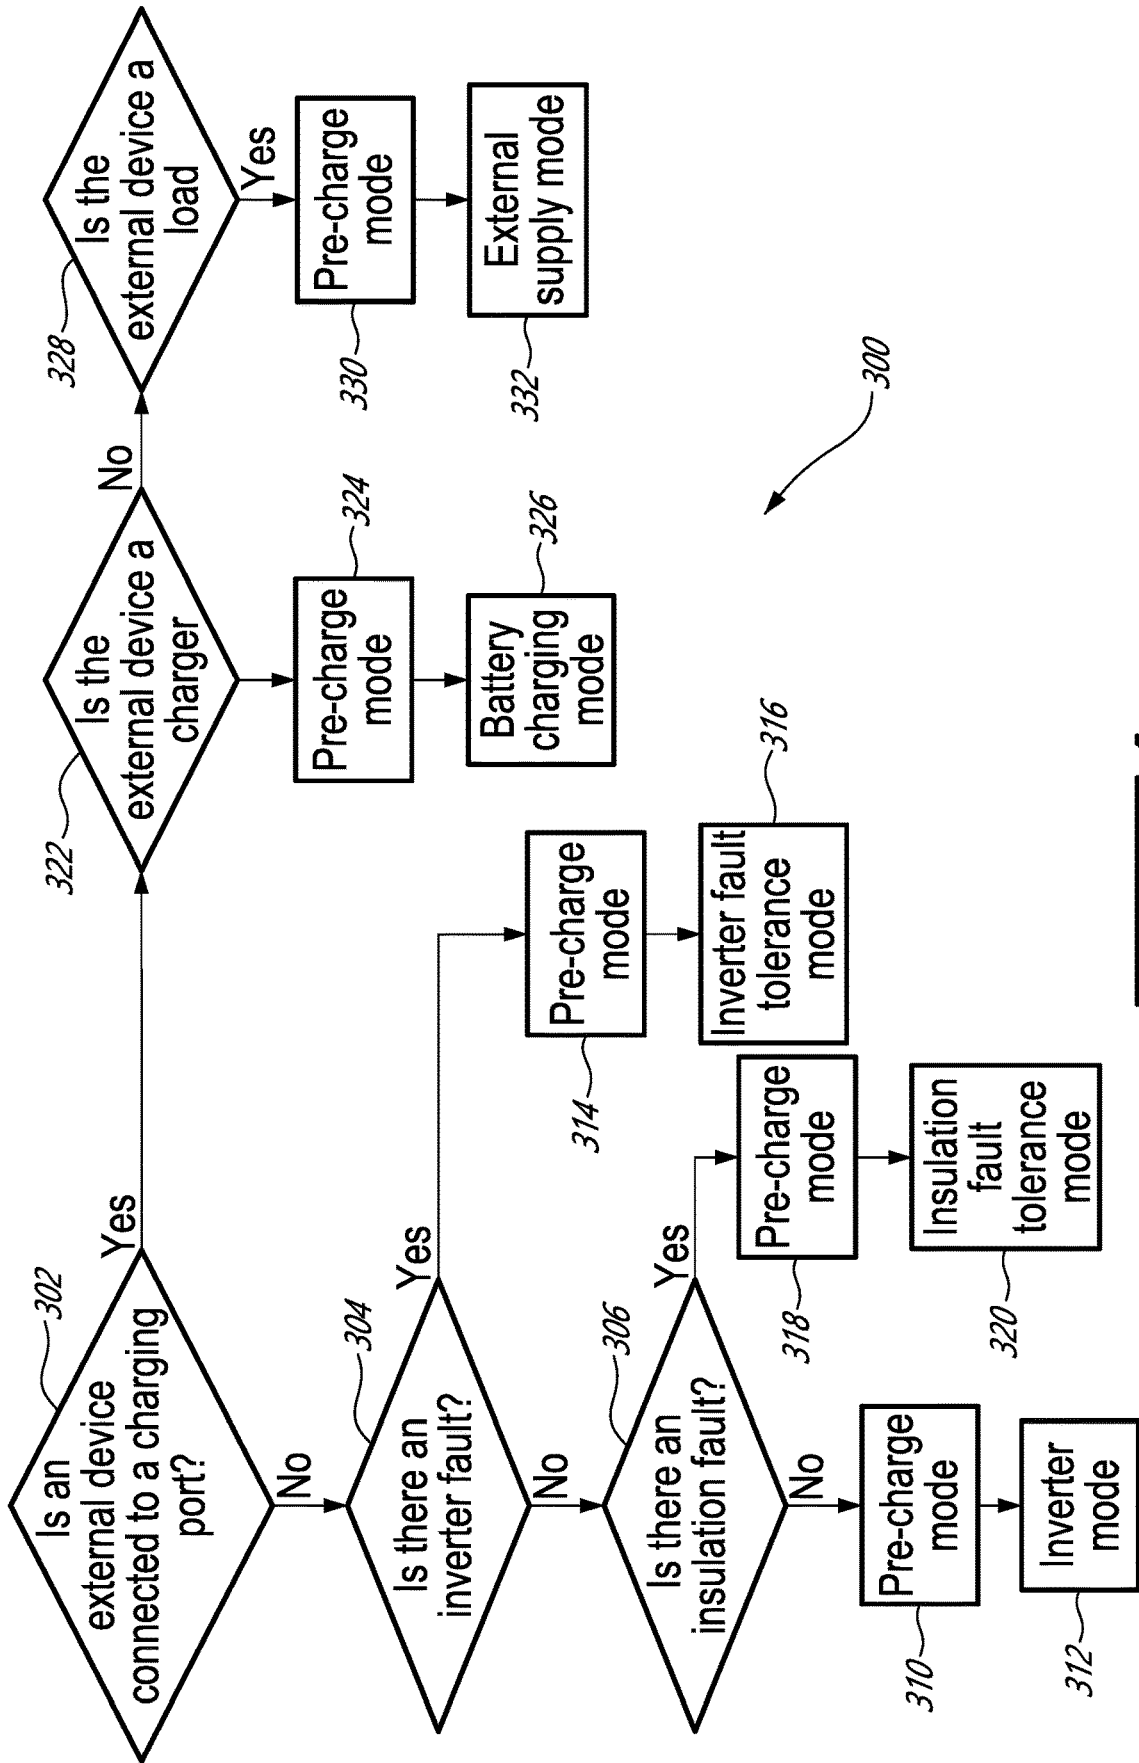 302
Is an
external device
connected to a charging
port?
Yes
No
322
Is the
external device a
charger
No
324
Pre-charge
mode
326
Battery
charging
mode
328
Is the
external device a
load
Yes
330
Pre-charge
mode
332
External
supply mode
304
Is there an
inverter fault?
Yes
No
314
Pre-charge
mode
316
Inverter fault
tolerance
mode
306
Is there an
insulation fault?
Yes
No
318
Pre-charge
mode
320
Insulation
fault
tolerance
mode
310
Pre-charge
mode
312
Inverter
mode
300